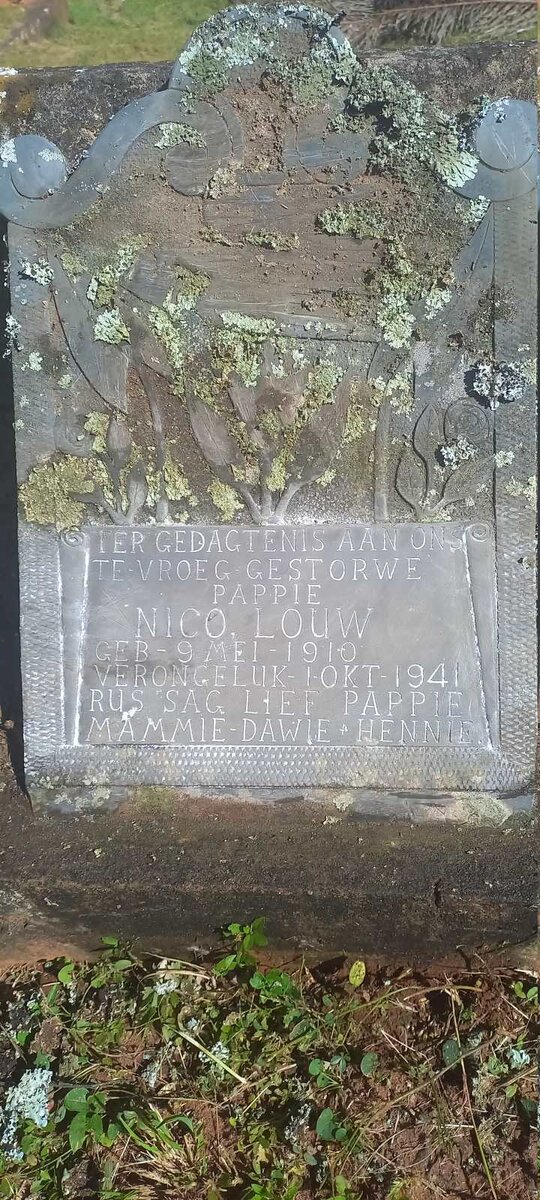 TER GEDAGTENIS AAN ONS
TE-VROEG-GESTORWE
PAPPIE
NICO. LOUW
GEB-9 MEI-1910
VERONGELUK-1 OKT-1941
RUS SAG LIEF PAPPIE
MAMMIE-DAWIE-HENNIE